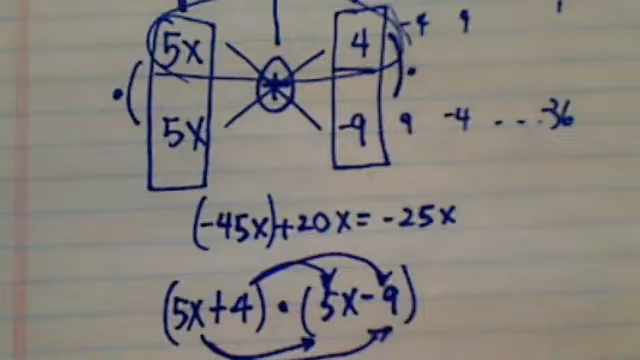 5x 4 -4 9
5x -9 9 -4 ...-36
(-45x)+20x = -25x
(5x+4)•(5x-9)